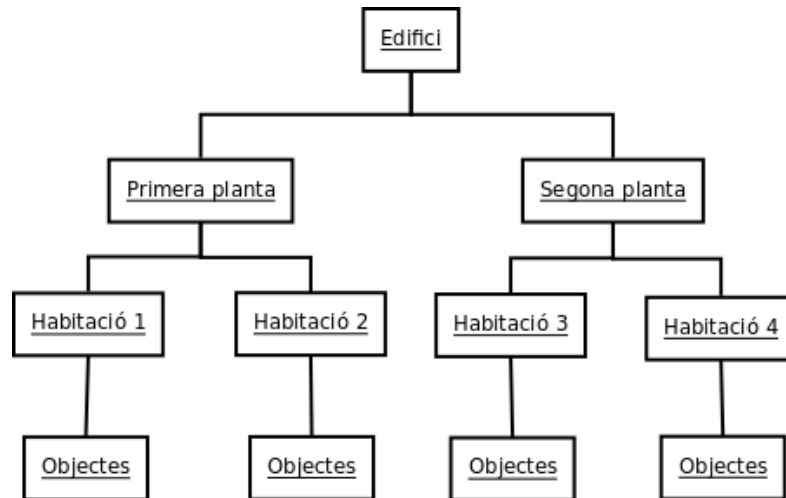 Edifici
Primera planta
Segona planta
Habitació 1
Habitació 2
Habitació 3
Habitació 4
Objectes
Objectes
Objectes
Objectes